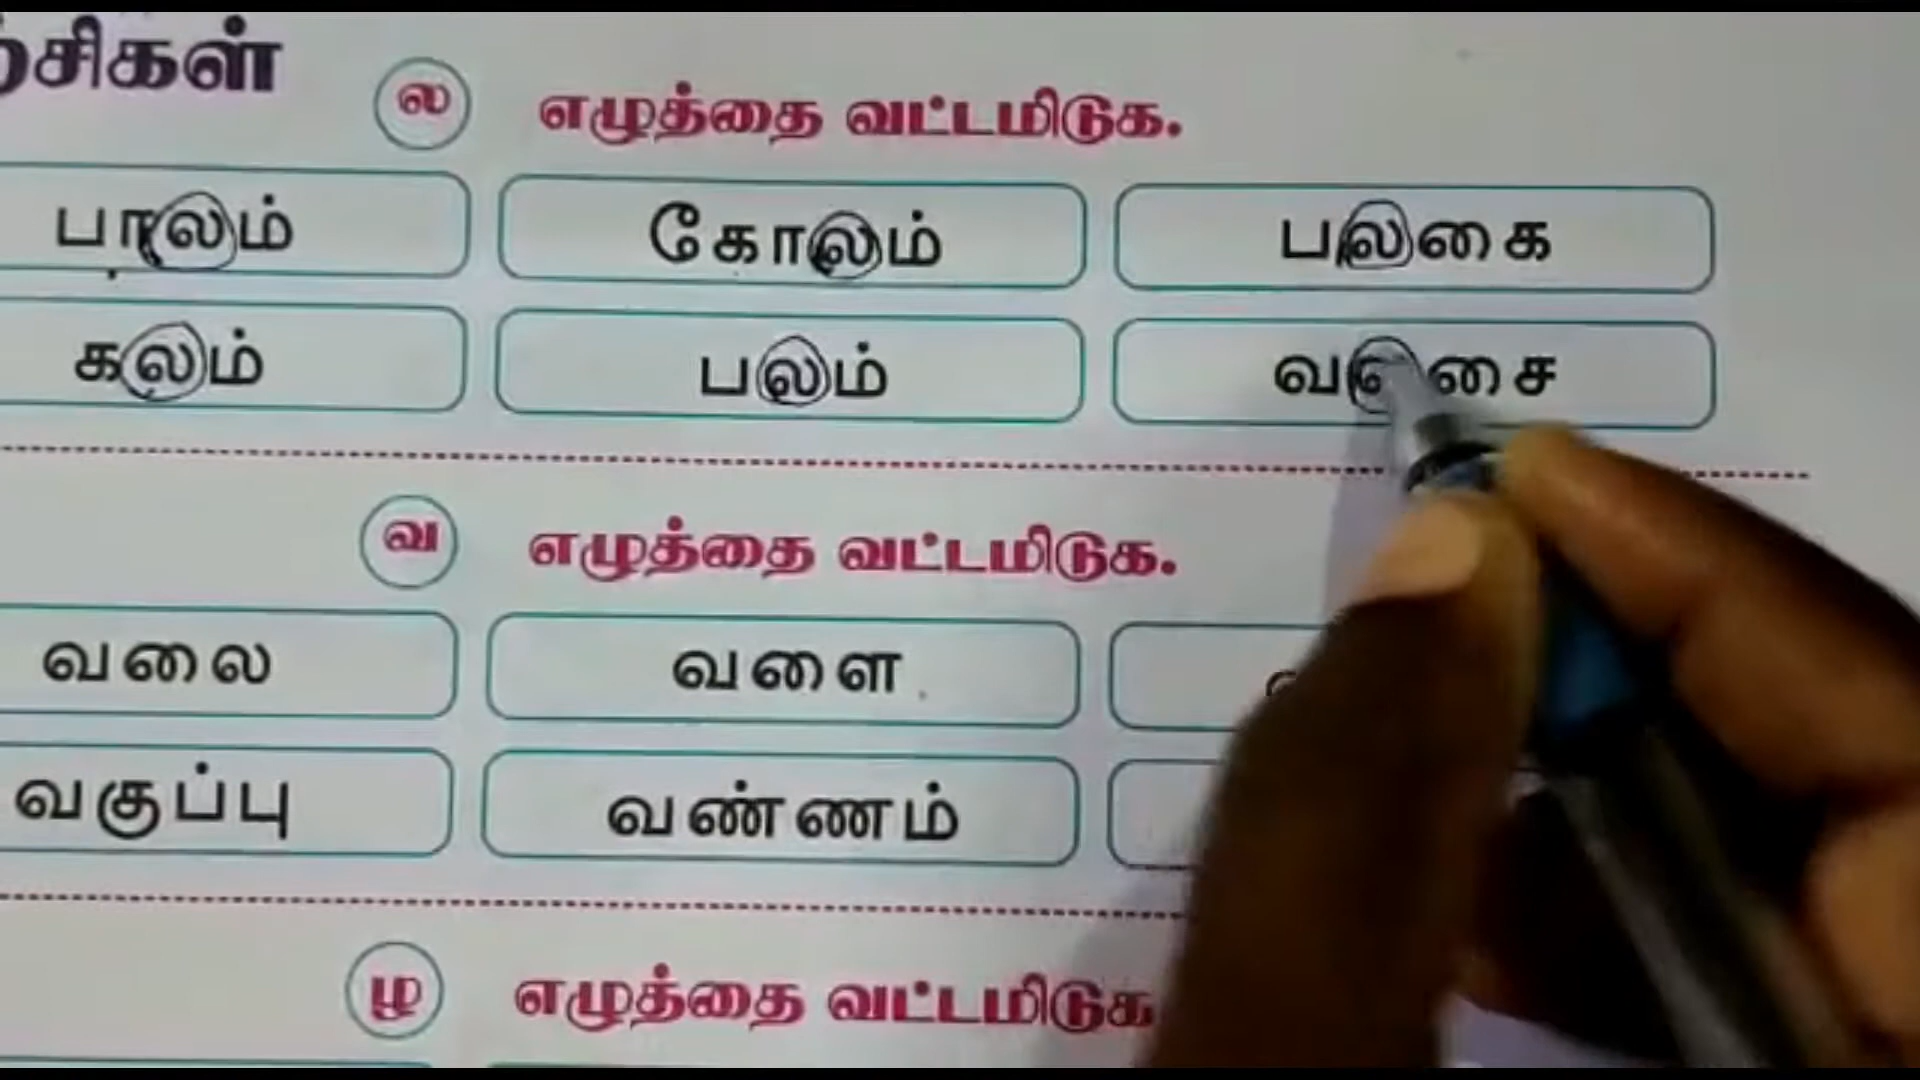 ற்சிகள்
ல எழுத்தை வட்டமிடுக.
பாலம் கோலம் பலகை
கலம் பலம் வலசை
வ எழுத்தை வட்டமிடுக.
வலை வளை
வகுப்பு வண்ணம்
ழ எழுத்தை வட்டமிடுக